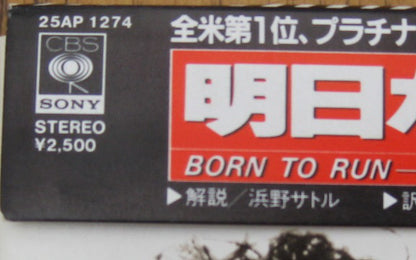 25AP 1274
CBS
SONY
STEREO
¥2,500
全米第1位、プラチナ
明日
BORN TO RUN—
▶解説/浜野サトル
▶訳